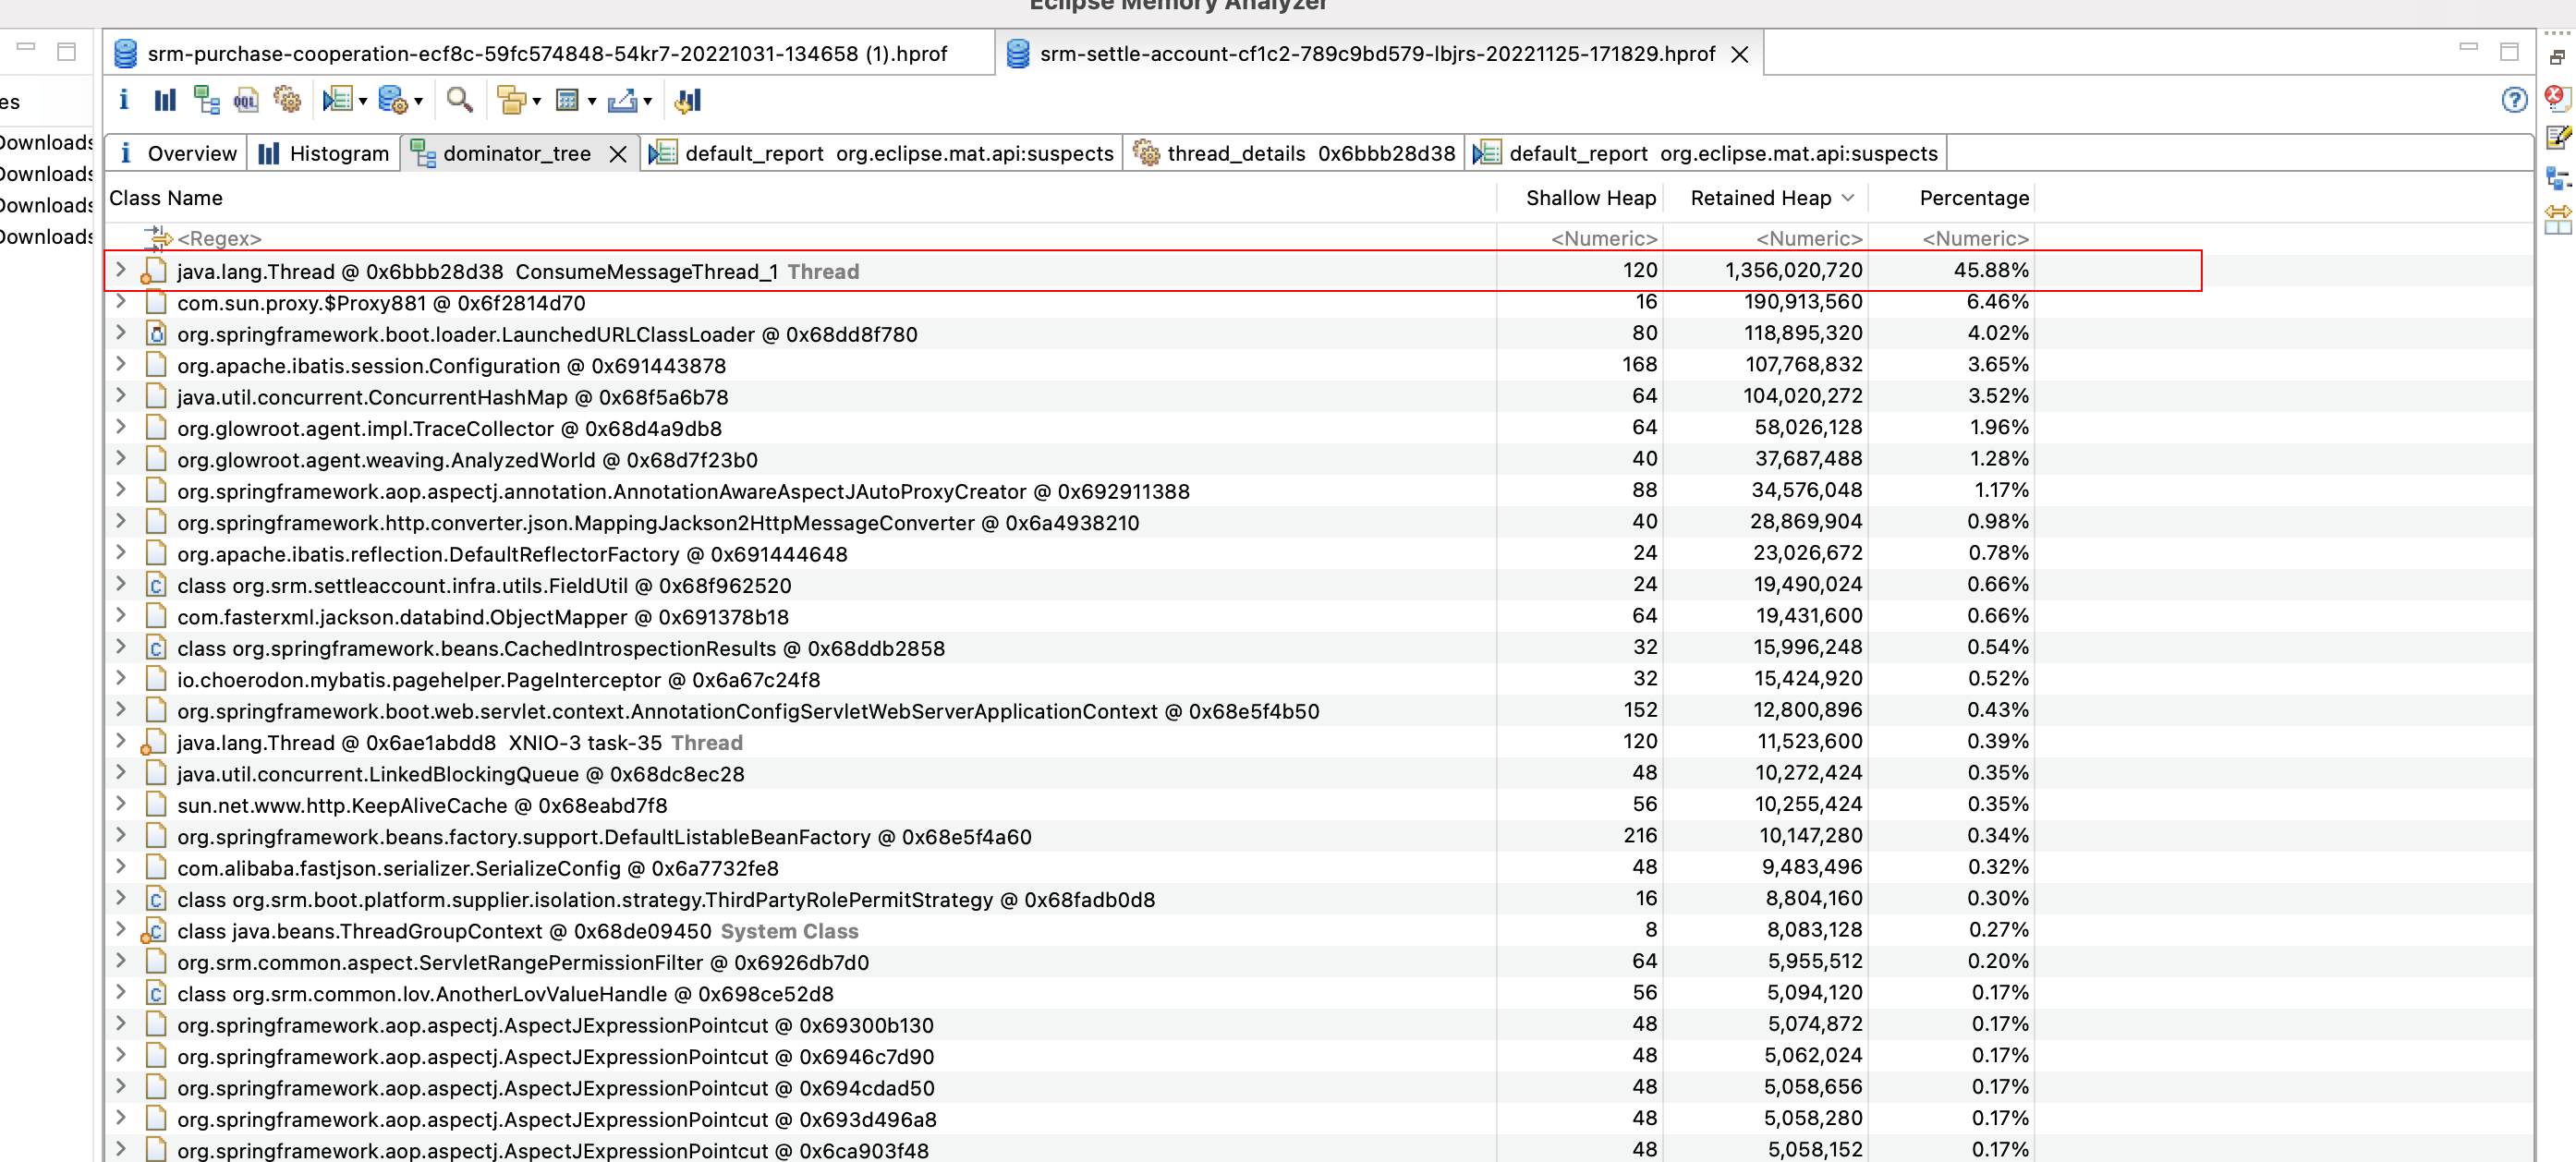 Eclipse Memory Analyzer
srm-purchase-cooperation-ecf8c-59fc574848-54kr7-20221031-134658 (1).hprof
srm-settle-account-cf1c2-789c9bd579-lbjrs-20221125-171829.hprof
es
Downloads
Downloads
Downloads
Downloads
Overview Histogram dominator_tree default_report org.eclipse.mat.api:suspects thread_details 0x6bbb28d38 default_report org.eclipse.mat.api:suspects
Class Name Shallow Heap Retained Heap Percentage
<Regex> <Numeric> <Numeric> <Numeric>
java.lang.Thread @ 0x6bbb28d38 ConsumeMessageThread_1 Thread 120 1,356,020,720 45.88%
com.sun.proxy.$Proxy881 @ 0x6f2814d70 16 190,913,560 6.46%
org.springframework.boot.loader.LaunchedURLClassLoader @ 0x68dd8f780 80 118,895,320 4.02%
org.apache.ibatis.session.Configuration @ 0x691443878 168 107,768,832 3.65%
java.util.concurrent.ConcurrentHashMap @ 0x68f5a6b78 64 104,020,272 3.52%
org.glowroot.agent.impl.TraceCollector @ 0x68d4a9db8 64 58,026,128 1.96%
org.glowroot.agent.weaving.AnalyzedWorld @ 0x68d7f23b0 40 37,687,488 1.28%
org.springframework.aop.aspectj.annotation.AnnotationAwareAspectJAutoProxyCreator @ 0x692911388 88 34,576,048 1.17%
org.springframework.http.converter.json.MappingJackson2HttpMessageConverter @ 0x6a4938210 40 28,869,904 0.98%
org.apache.ibatis.reflection.DefaultReflectorFactory @ 0x691444648 24 23,026,672 0.78%
class org.srm.settleaccount.infra.utils.FieldUtil @ 0x68f962520 24 19,490,024 0.66%
com.fasterxml.jackson.databind.ObjectMapper @ 0x691378b18 64 19,431,600 0.66%
class org.springframework.beans.CachedIntrospectionResults @ 0x68ddb2858 32 15,996,248 0.54%
io.choerodon.mybatis.pagehelper.PageInterceptor @ 0x6a67c24f8 32 15,424,920 0.52%
org.springframework.boot.web.servlet.context.AnnotationConfigServletWebServerApplicationContext @ 0x68e5f4b50 152 12,800,896 0.43%
java.lang.Thread @ 0x6ae1abdd8 XNIO-3 task-35 Thread 120 11,523,600 0.39%
java.util.concurrent.LinkedBlockingQueue @ 0x68dc8ec28 48 10,272,424 0.35%
sun.net.www.http.KeepAliveCache @ 0x68eabd7f8 56 10,255,424 0.35%
org.springframework.beans.factory.support.DefaultListableBeanFactory @ 0x68e5f4a60 216 10,147,280 0.34%
com.alibaba.fastjson.serializer.SerializeConfig @ 0x6a7732fe8 48 9,483,496 0.32%
class org.srm.boot.platform.supplier.isolation.strategy.ThirdPartyRolePermitStrategy @ 0x68fadb0d8 16 8,804,160 0.30%
class java.beans.ThreadGroupContext @ 0x68de09450 System Class 8 8,083,128 0.27%
org.srm.common.aspect.ServletRangePermissionFilter @ 0x6926db7d0 64 5,955,512 0.20%
class org.srm.common.lov.AnotherLovValueHandle @ 0x698ce52d8 56 5,094,120 0.17%
org.springframework.aop.aspectj.AspectJExpressionPointcut @ 0x69300b130 48 5,074,872 0.17%
org.springframework.aop.aspectj.AspectJExpressionPointcut @ 0x6946c7d90 48 5,062,024 0.17%
org.springframework.aop.aspectj.AspectJExpressionPointcut @ 0x694cdad50 48 5,058,656 0.17%
org.springframework.aop.aspectj.AspectJExpressionPointcut @ 0x693d496a8 48 5,058,280 0.17%
org.springframework.aop.aspectj.AspectJExpressionPointcut @ 0x6ca903f48 48 5,058,152 0.17%